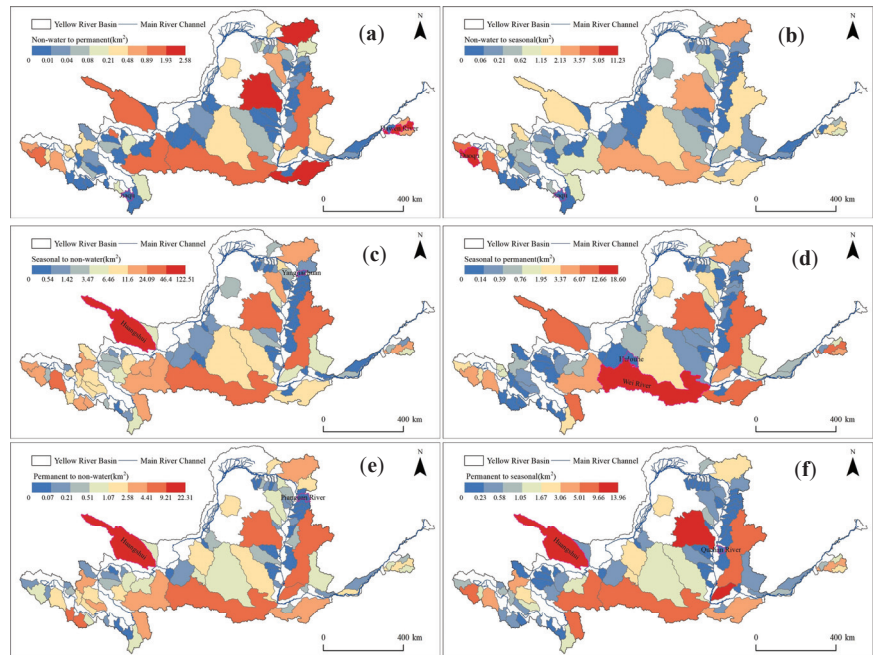 Yellow River Basin Main River Channel
Non-water to permanent(km²)
0 0.01 0.04 0.08 0.21 0.48 0.89 1.93 2.58
(a)
N
400 km
0
Yellow River Basin Main River Channel
Non-water to seasonal(km²)
0 0.06 0.21 0.62 1.15 2.53 3.57 5.05 11.23
(b)
N
400 km
0
Yellow River Basin Main River Channel
Seasonal to non-water(km²)
0 0.54 1.42 3.47 6.46 11.6 24.09 46.4 122.51
(c)
N
Huangshui
400 km
0
Yellow River Basin Main River Channel
Seasonal to permanent(km²)
0 0.14 0.39 0.76 1.95 3.37 6.07 12.66 18.60
(d)
N
Wei River
400 km
0
Yellow River Basin Main River Channel
Permanent to non-water(km²)
0 0.07 0.21 0.51 1.07 2.58 4.41 9.21 22.31
(e)
N
Huangshui
400 km
0
Yellow River Basin Main River Channel
Permanent to seasonal(km²)
0 0.23 0.58 1.05 1.67 3.06 5.01 9.66 13.96
(f)
N
Huangshui
400 km
0